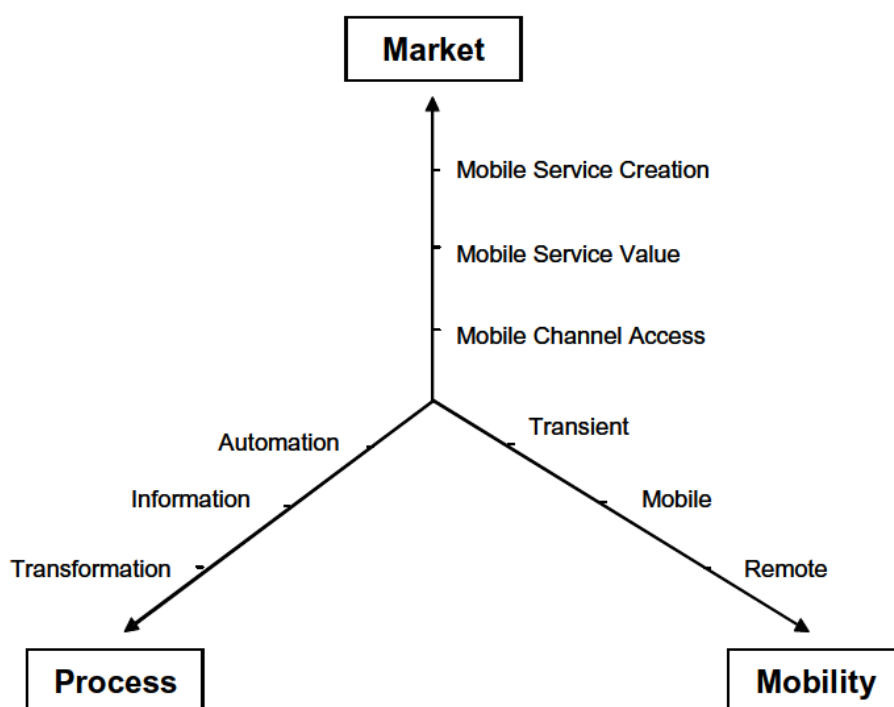 Market
Mobile Service Creation
Mobile Service Value
Mobile Channel Access
Automation
Transient
Information
Mobile
Transformation
Remote
Process
Mobility